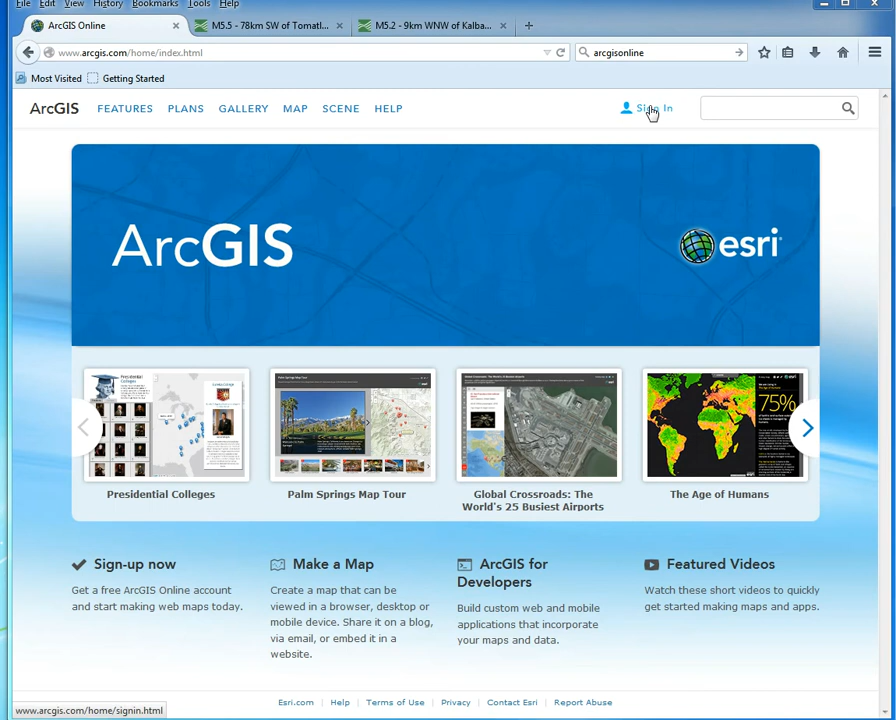 File Edit View History Bookmarks Tools Help
ArcGIS Online
M5.5 - 78km SW of Tomatl...
M5.2 - 9km WNW of Kalba...
www.arcgis.com/home/index.html
arcgisonline
Most Visited
Getting Started
ArcGIS FEATURES PLANS GALLERY MAP SCENE HELP
Sign In
ArcGIS
esri
Presidential Colleges
Palm Springs Map Tour
75%
Presidential Colleges
Palm Springs Map Tour
Global Crossroads: The
World's 25 Busiest Airports
The Age of Humans
Sign-up now
Get a free ArcGIS Online account
and start making web maps today.
Make a Map
Create a map that can be
viewed in a browser, desktop or
mobile device. Share it on a blog,
via email, or embed it in a
website.
ArcGIS for
Developers
Build custom web and mobile
applications that incorporate
your maps and data.
Featured Videos
Watch these short videos to quickly
get started making maps and apps.
Esri.com Help Terms of Use Privacy Contact Esri Report Abuse
www.arcgis.com/home/signin.html